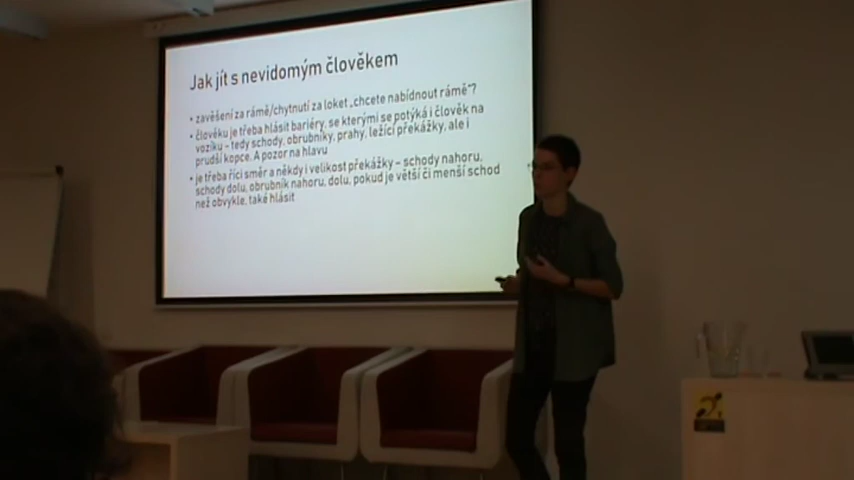 Jak jít s nevidomým člověkem
• zavěšení za rámě/chytnutí za loket „chcete nabídnout rámě“?
• člověku je třeba hlásit bariéry, se kterými se potýká i člověk na
vozíku – tedy schody, obrubníky, prahy, ležící překážky, ale i
prudší kopce. A pozor na hlavu
• je třeba říci směr a někdy i velikost překážky – schody nahoru,
schody dolu, obrubník nahoru, dolu, pokud je větší či menší schod
než obvykle, také hlásit